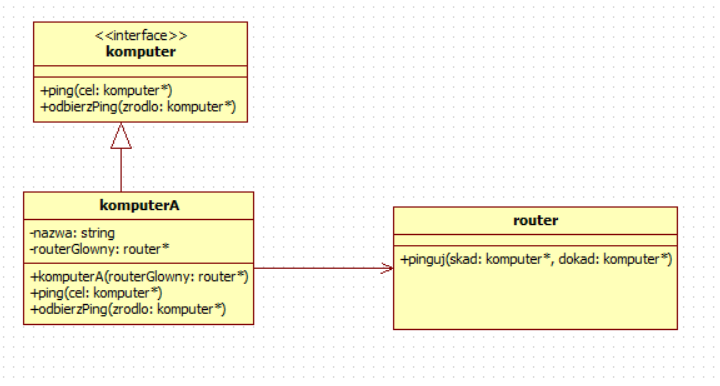 <<interface>>
komputer
+ping(cel: komputer*)
+odbierzPing(zrodlo: komputer*)
komputerA
-nazwa: string
-routerGlowny: router*
+komputerA(routerGlowny: router*)
+ping(cel: komputer*)
+odbierzPing(zrodlo: komputer*)
router
+pinguj(skad: komputer*, dokad: komputer*)